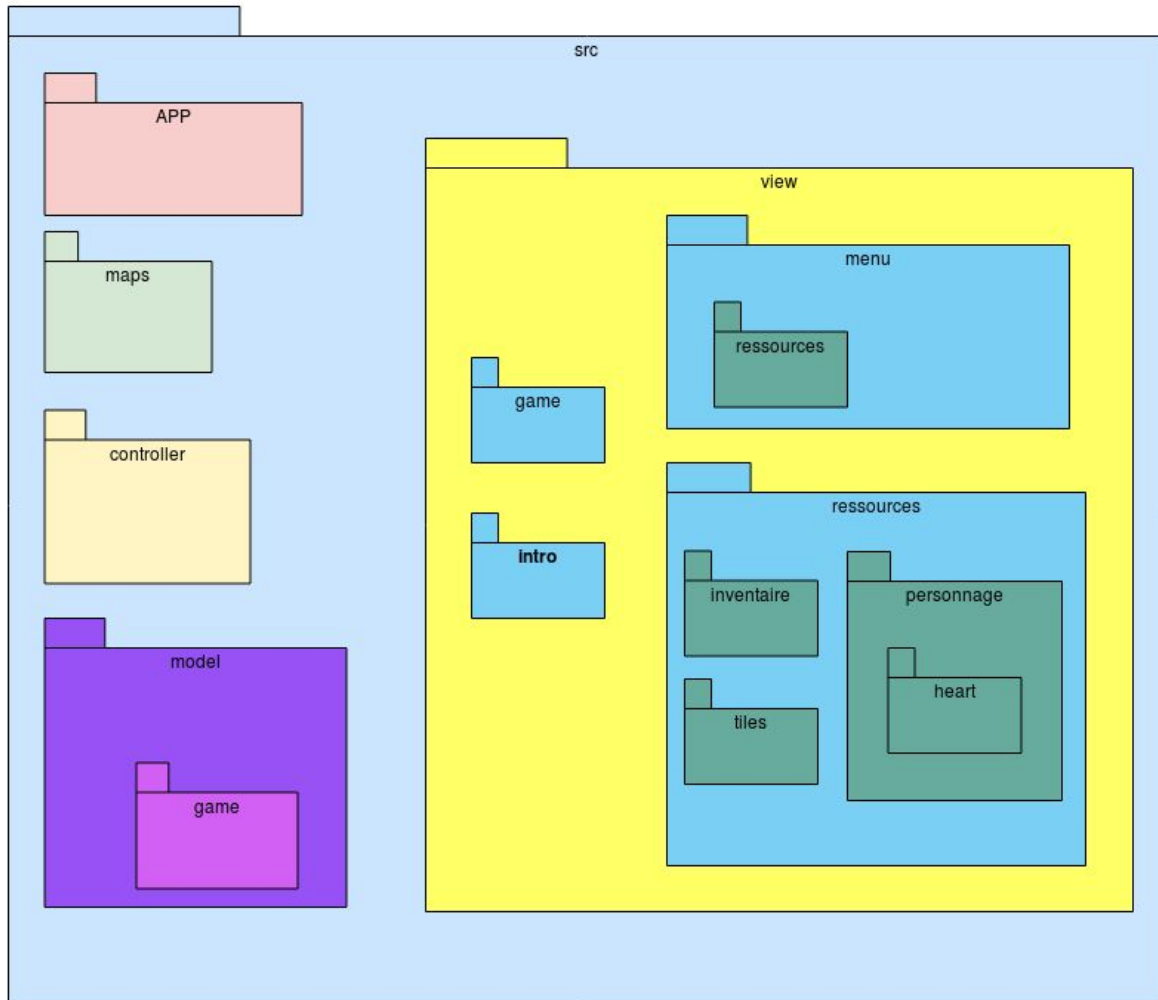 src
APP
maps
controller
model
game
view
menu
ressources
game
intro
ressources
inventaire
personnage
tiles
heart